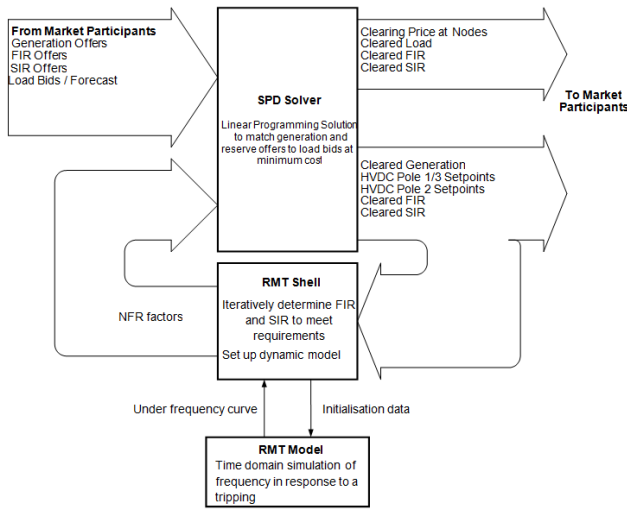 From Market Participants
Generation Offers
FIR Offers
SIR Offers
Load Bids / Forecast
SPD Solver
Linear Programming Solution
to match generation and
reserve offers to load bids at
minimum cost
Clearing Price at Nodes
Cleared Load
Cleared FIR
Cleared SIR
To Market
Participants
Cleared Generation
HVDC Pole 1/3 Setpoints
HVDC Pole 2 Setpoints
Cleared FIR
Cleared SIR
RMT Shell
Iteratively determine FIR
and SIR to meet
requirements
Set up dynamic model
NFR factors
Under frequency curve
Initialisation data
RMT Model
Time domain simulation of
frequency in response to a
tripping